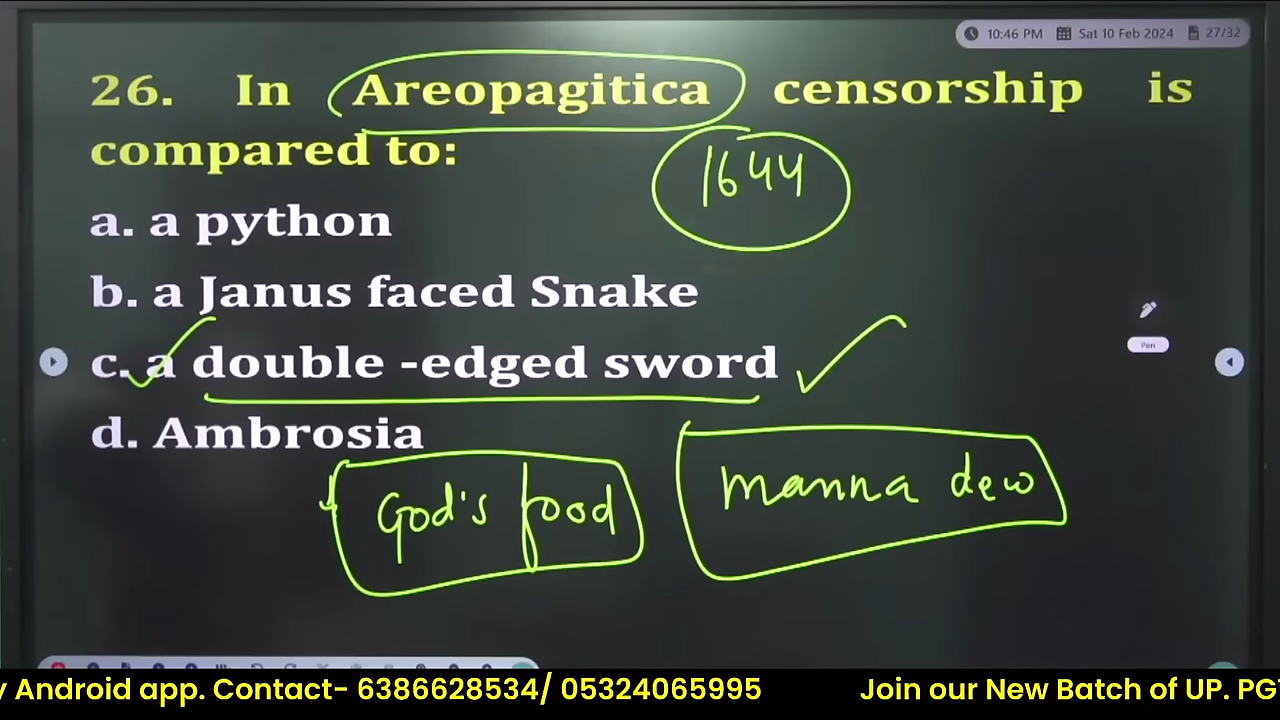 10:46 PM Sat 10 Feb 2024 27/32
26. In Areopagitica censorship is
compared to:
1644
a. a python
b. a Janus faced Snake
Pen
c. a double -edged sword
d. Ambrosia
God's food
manna dew
Android app. Contact- 6386628534/ 05324065995 Join our New Batch of UP. PG